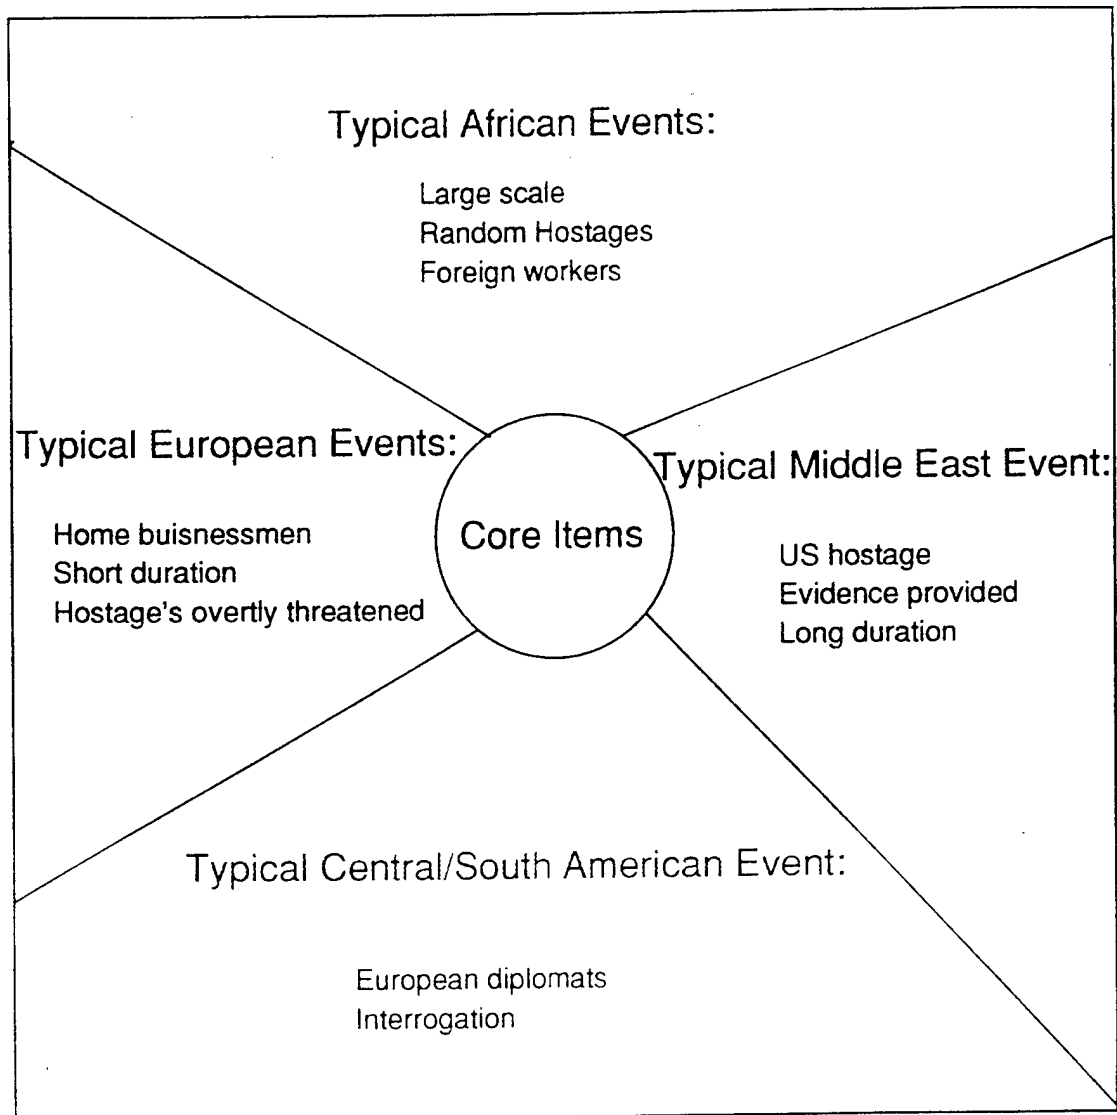 Typical African Events:
Large scale
Random Hostages
Foreign workers
Typical European Events:
Home buisnessmen
Short duration
Hostage's overtly threatened
Core Items
Typical Middle East Event:
US hostage
Evidence provided
Long duration
Typical Central/South American Event:
European diplomats
Interrogation